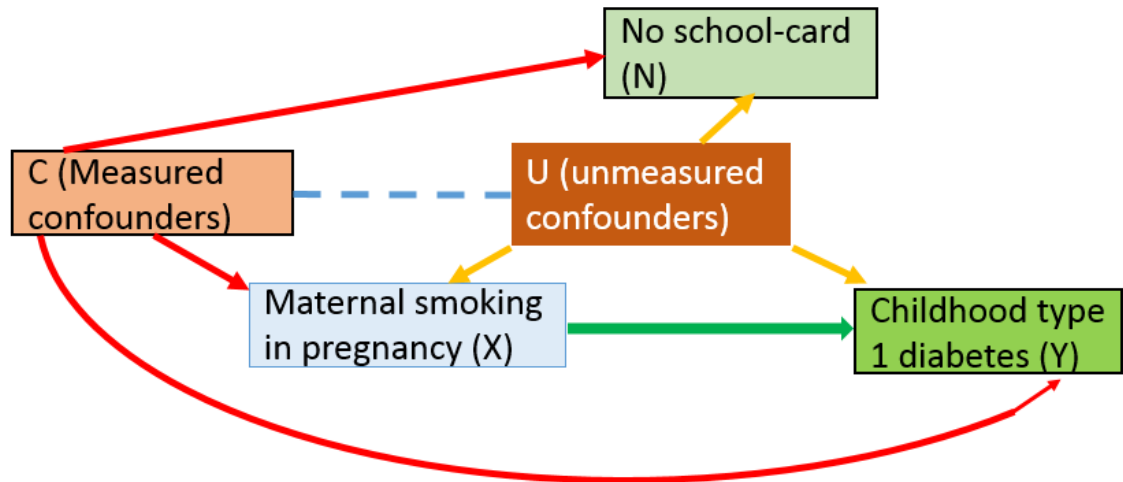 No school-card
(N)
C (Measured
confounders)
U (unmeasured
confounders)
Maternal smoking
in pregnancy (X)
Childhood type
1 diabetes (Y)